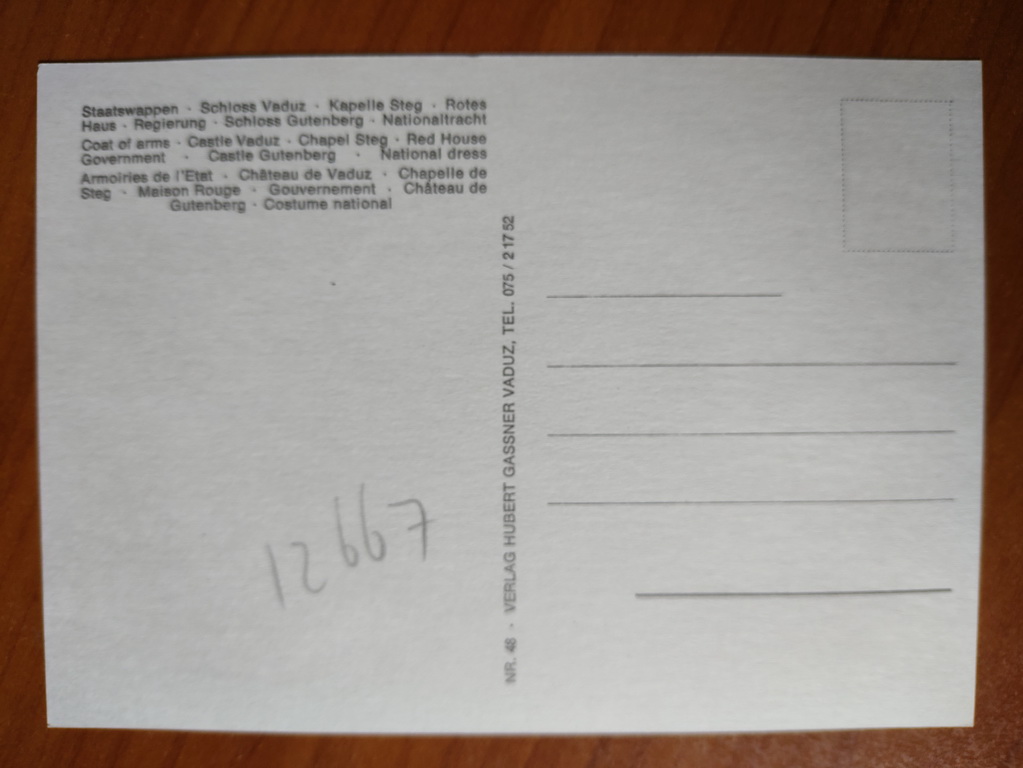 Staatswappen · Schloss Vaduz · Kapelle Steg · Rotes
Haus · Regierung · Schloss Gutenberg · Nationaltracht
Coat of arms · Castle Vaduz · Chapel Steg · Red House
Government · Castle Gutenberg · National dress
Armoiries de l'Etat · Château de Vaduz · Chapelle de
Steg · Maison Rouge · Gouvernement · Château de
Gutenberg · Costume national
NR. 48 · VERLAG HUBERT GASSNER VADUZ, TEL. 075 / 2 17 52
12667